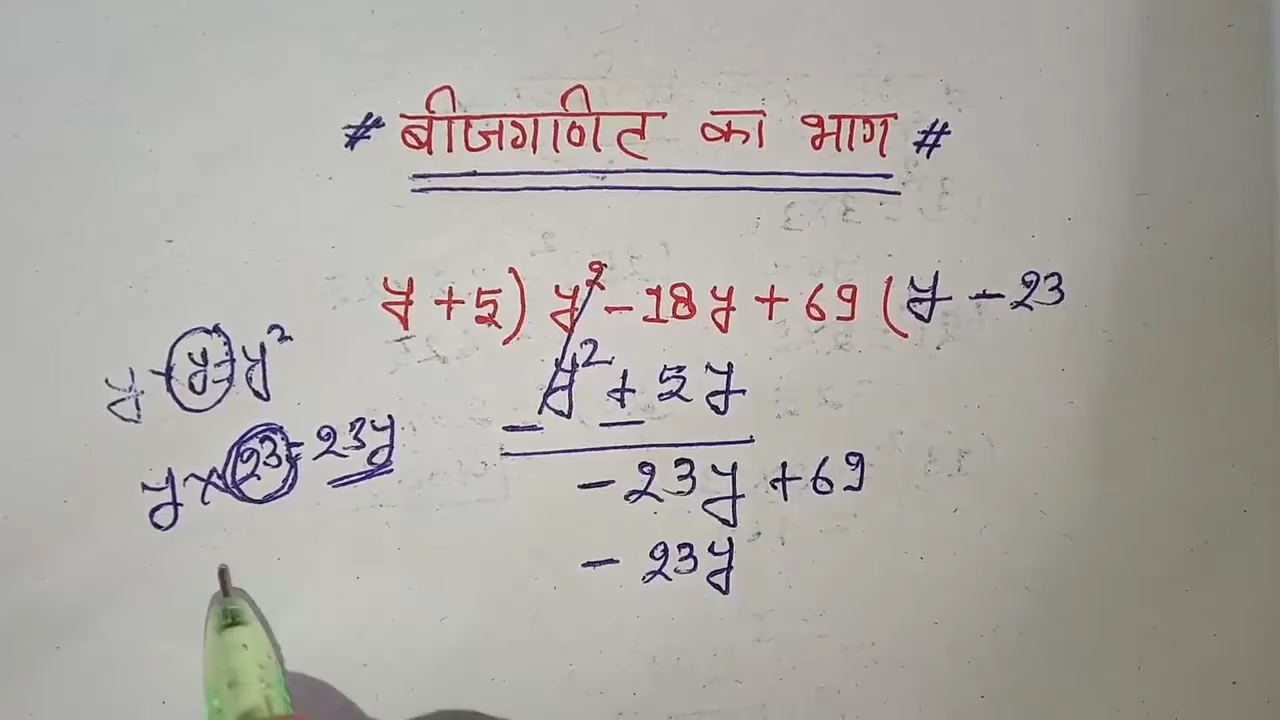 # बीजगणित का भाग #
y + 5) y² - 18y + 69 (y - 23
y² + 5y
- -
- 23y + 69
- 23y
y × y = y²
y × 23 = 23y